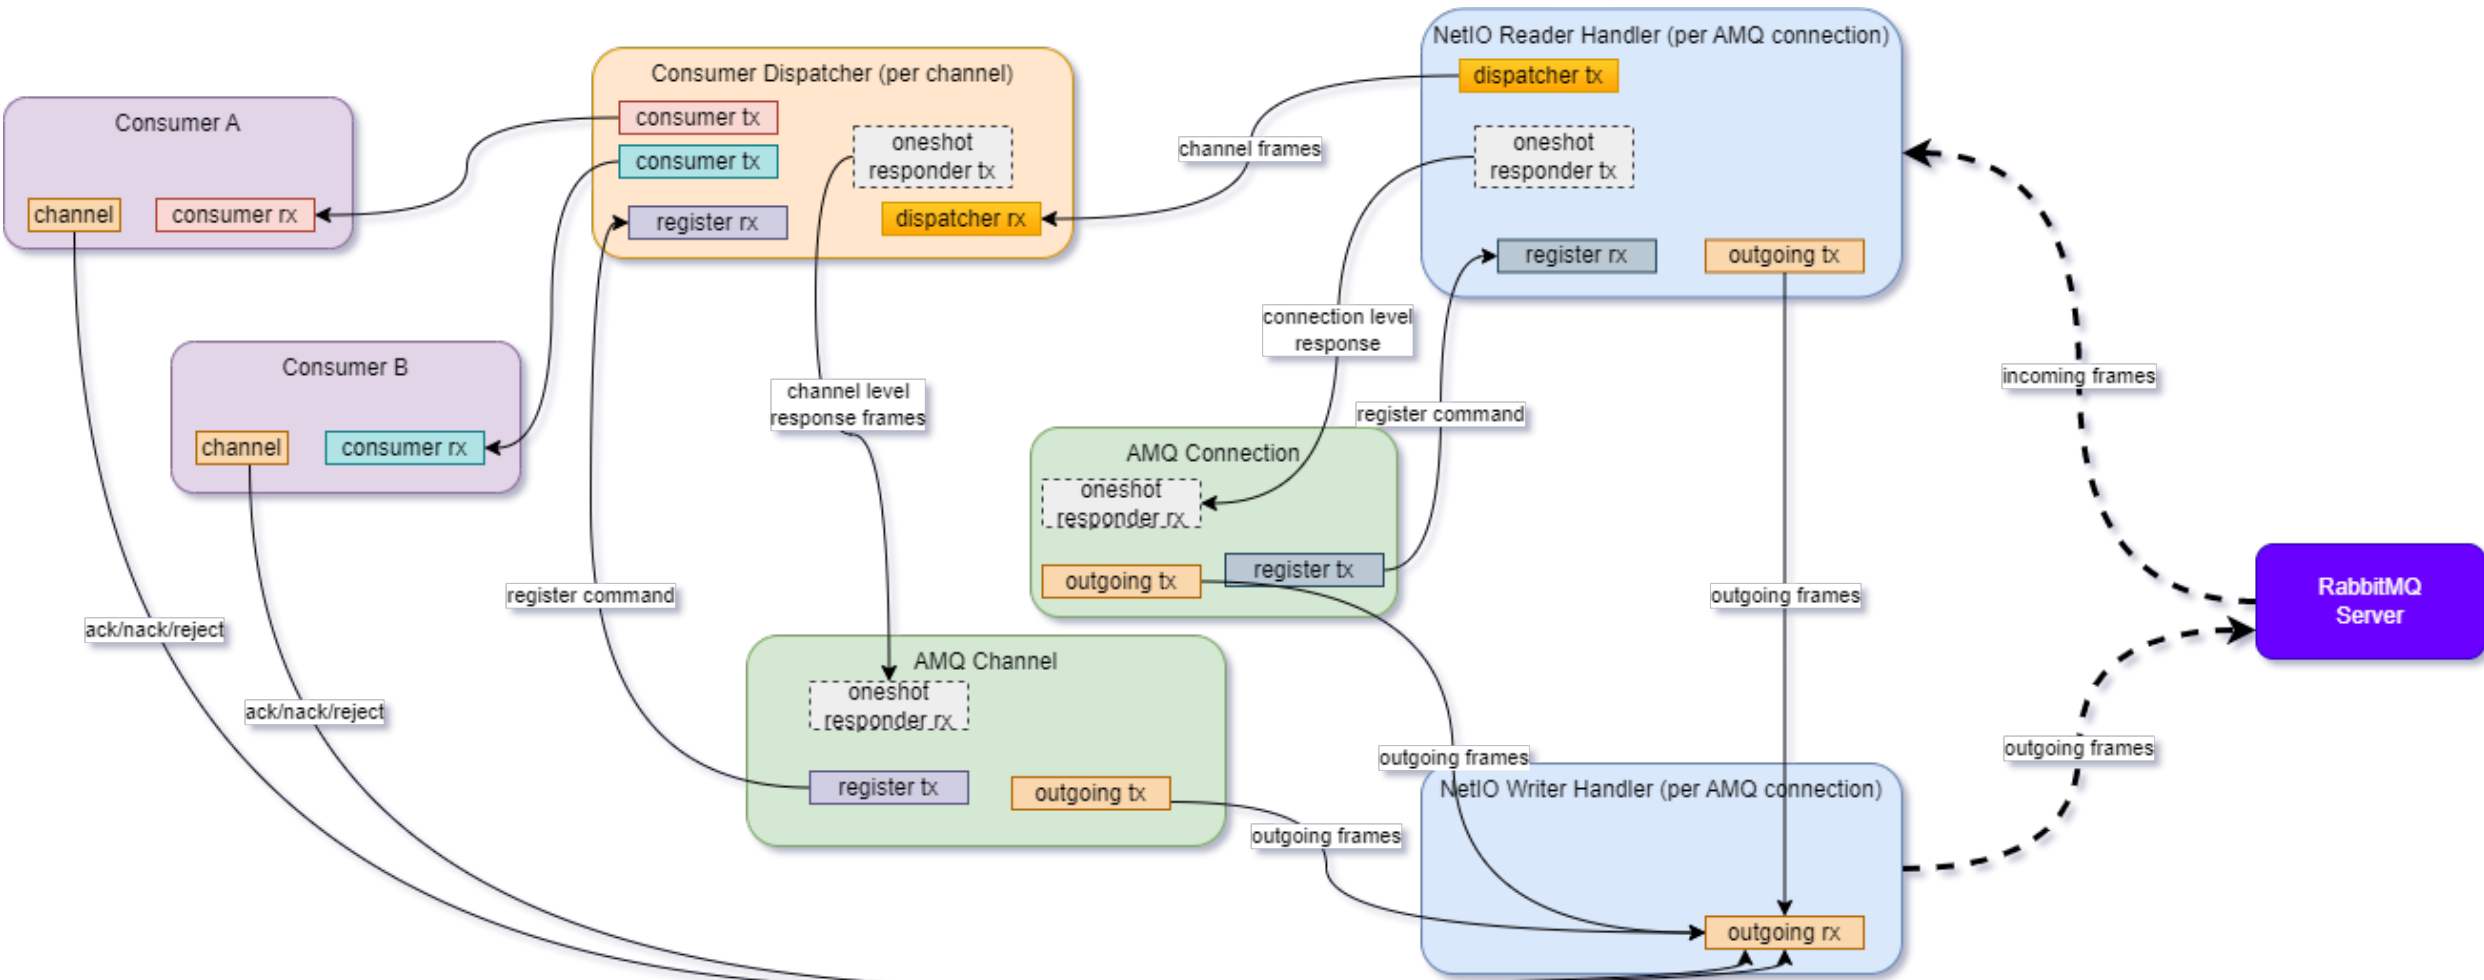 NetIO Reader Handler (per AMQ connection)
dispatcher tx
oneshot
responder tx
register rx
outgoing tx
Consumer Dispatcher (per channel)
consumer tx
consumer tx
oneshot
responder tx
register rx
dispatcher rx
channel frames
Consumer A
channel
consumer rx
Consumer B
channel
consumer rx
connection level
response
register command
incoming frames
channel level
response frames
AMQ Connection
oneshot
responder rx
outgoing tx
register tx
register command
outgoing frames
RabbitMQ
Server
ack/nack/reject
ack/nack/reject
AMQ Channel
oneshot
responder rx
register tx
outgoing tx
outgoing frames
outgoing frames
outgoing frames
NetIO Writer Handler (per AMQ connection)
outgoing rx